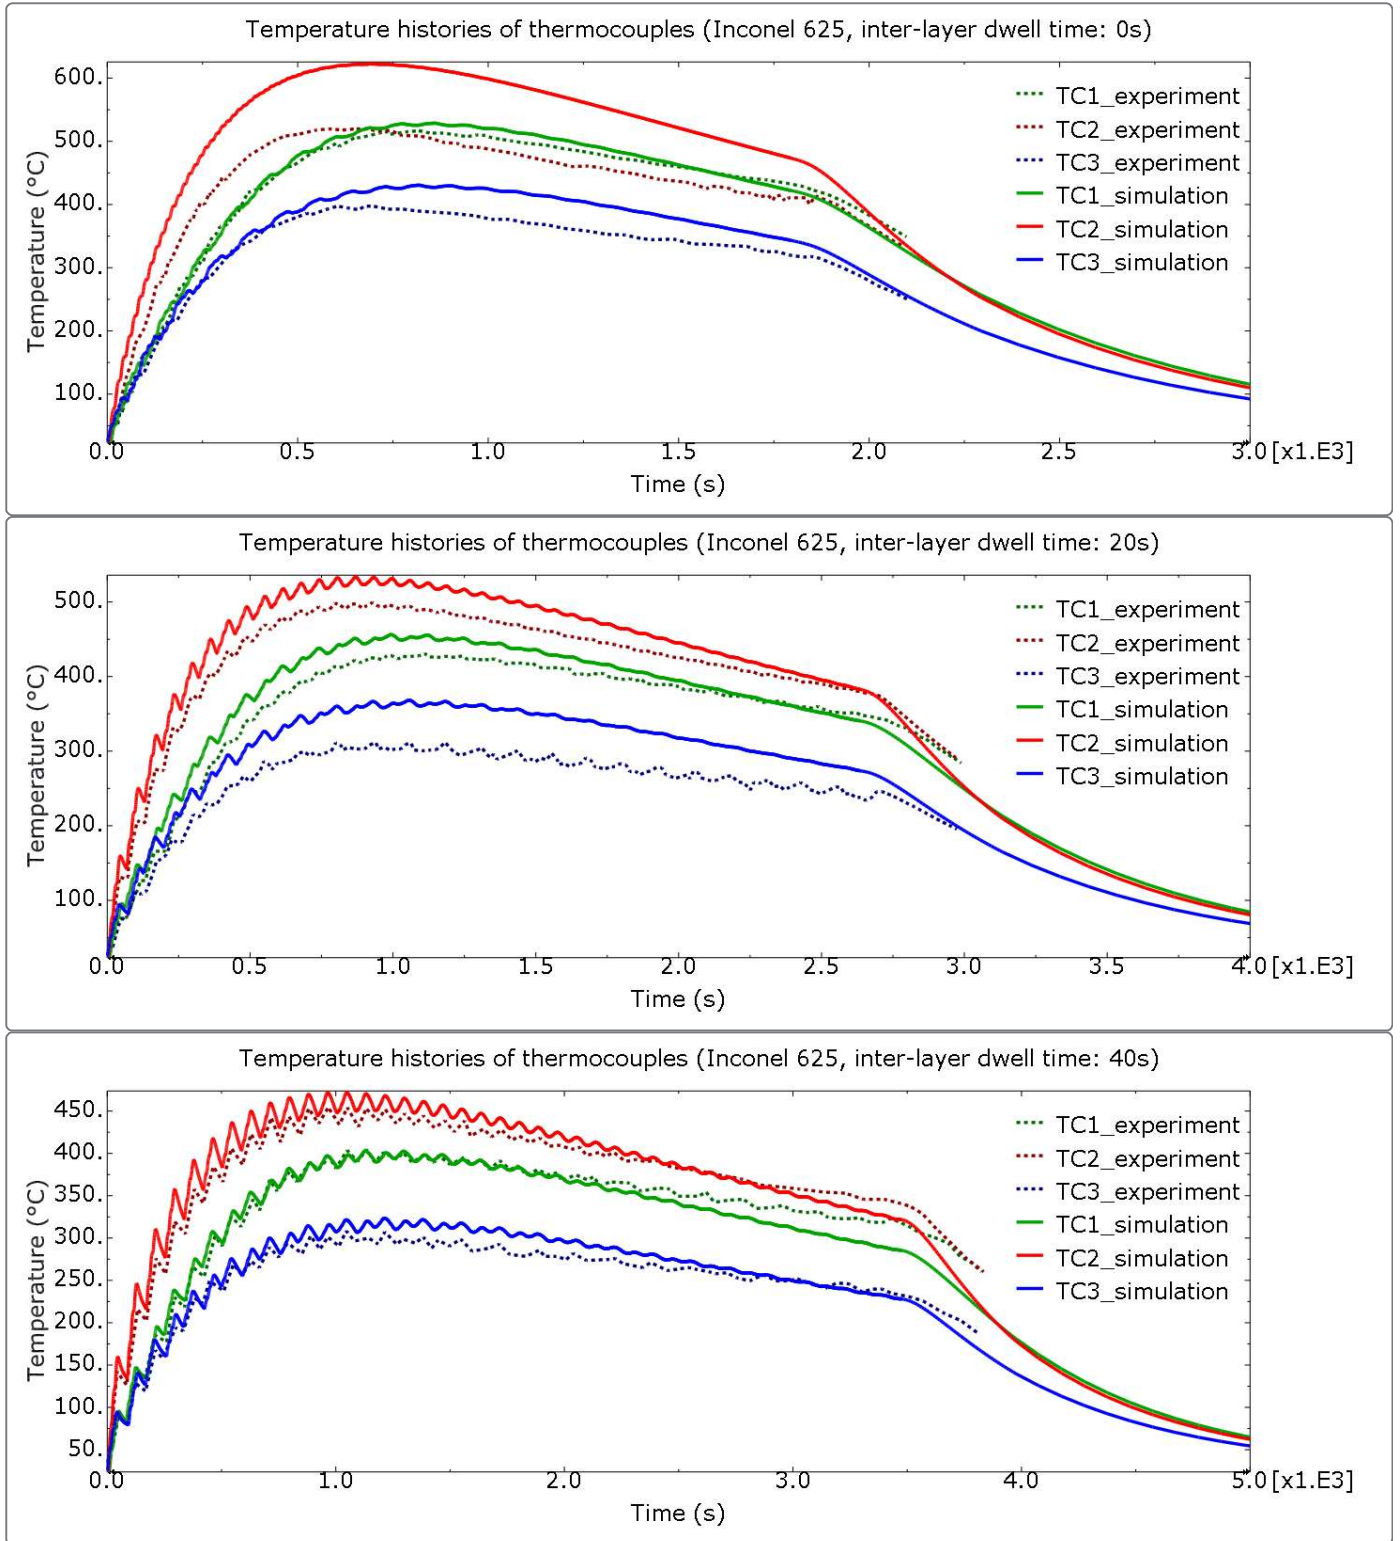 Temperature histories of thermocouples (Inconel 625, inter-layer dwell time: 0s)
600.
500.
400.
300.
200.
100.
Temperature (°C)
TC1_experiment
TC2_experiment
TC3_experiment
TC1_simulation
TC2_simulation
TC3_simulation
0.0 0.5 1.0 1.5 2.0 2.5 3.0 [x1.E3]
Time (s)
Temperature histories of thermocouples (Inconel 625, inter-layer dwell time: 20s)
500.
400.
300.
200.
100.
Temperature (°C)
TC1_experiment
TC2_experiment
TC3_experiment
TC1_simulation
TC2_simulation
TC3_simulation
0.0 0.5 1.0 1.5 2.0 2.5 3.0 3.5 4.0 [x1.E3]
Time (s)
Temperature histories of thermocouples (Inconel 625, inter-layer dwell time: 40s)
450.
400.
350.
300.
250.
200.
150.
100.
50.
Temperature (°C)
TC1_experiment
TC2_experiment
TC3_experiment
TC1_simulation
TC2_simulation
TC3_simulation
0.0 1.0 2.0 3.0 4.0 5.0 [x1.E3]
Time (s)